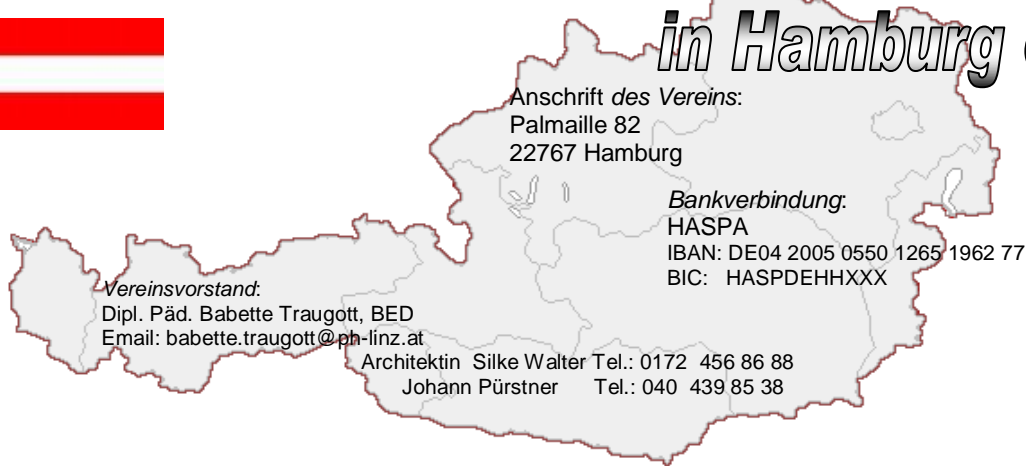 in Hamburg
Anschrift des Vereins:
Palmaille 82
22767 Hamburg
Bankverbindung:
HASPA
IBAN: DE04 2005 0550 1265 1962 77
BIC: HASPDEHHXXX
Vereinsvorstand:
Dipl. Päd. Babette Traugott, BED
Email: babette.traugott@ph-linz.at
Architektin Silke Walter Tel.: 0172 456 86 88
Johann Pürstner Tel.: 040 439 85 38